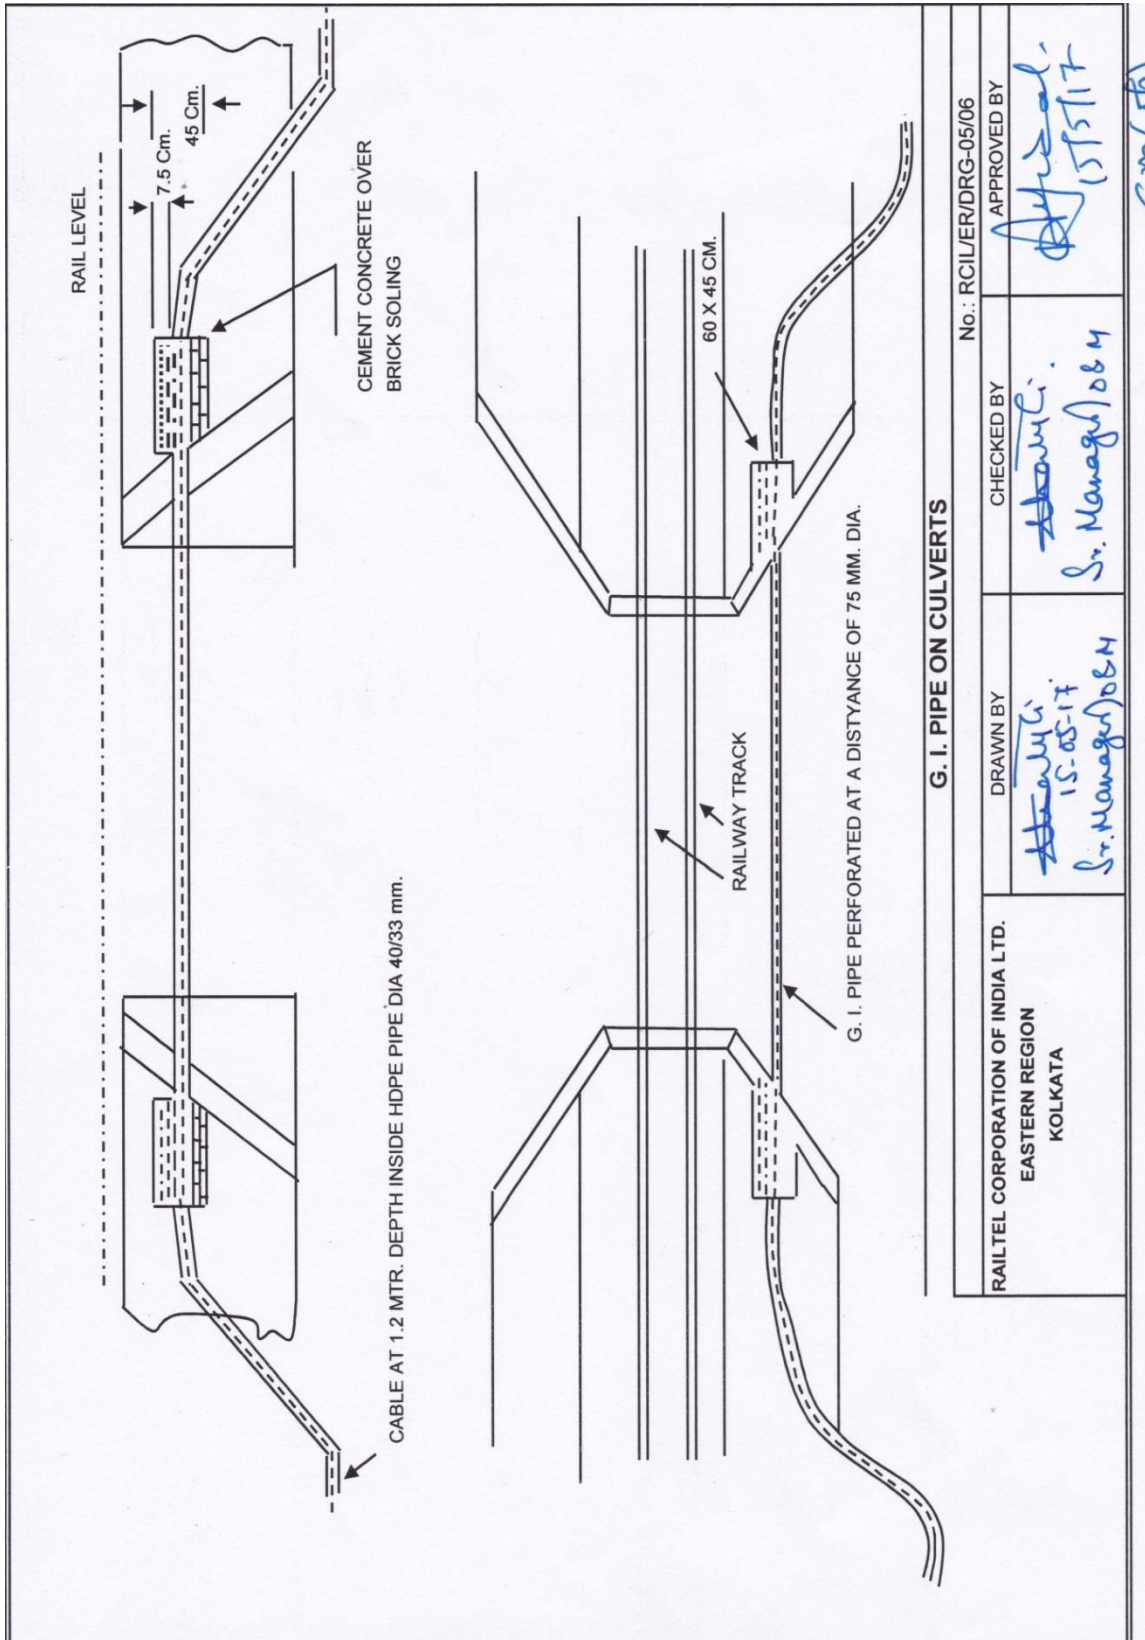 RAIL LEVEL
7.5 Cm.
45 Cm.
CEMENT CONCRETE OVER
BRICK SOLING
CABLE AT 1.2 MTR. DEPTH INSIDE HDPE PIPE DIA 40/33 mm.
60 X 45 CM.
RAILWAY TRACK
G. I. PIPE PERFORATED AT A DISTYANCE OF 75 MM. DIA.
G. I. PIPE ON CULVERTS
No.: RCIL/ER/DRG-05/06
RAILTEL CORPORATION OF INDIA LTD.
EASTERN REGION
KOLKATA
DRAWN BY
15-05-17
Sr. Manager/O&M
CHECKED BY
Sr. Manager/O&M
APPROVED BY
15/5/17